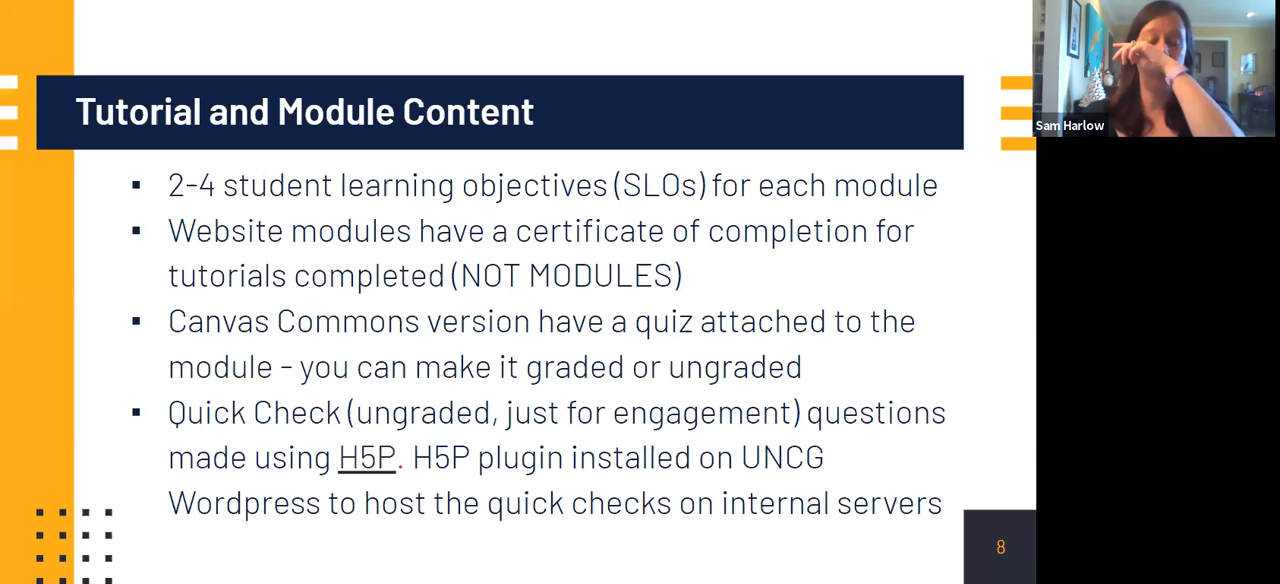 Tutorial and Module Content
Sam Harlow
▪ 2-4 student learning objectives (SLOs) for each module
▪ Website modules have a certificate of completion for
tutorials completed (NOT MODULES)
▪ Canvas Commons version have a quiz attached to the
module - you can make it graded or ungraded
▪ Quick Check (ungraded, just for engagement) questions
made using H5P. H5P plugin installed on UNCG
Wordpress to host the quick checks on internal servers
8